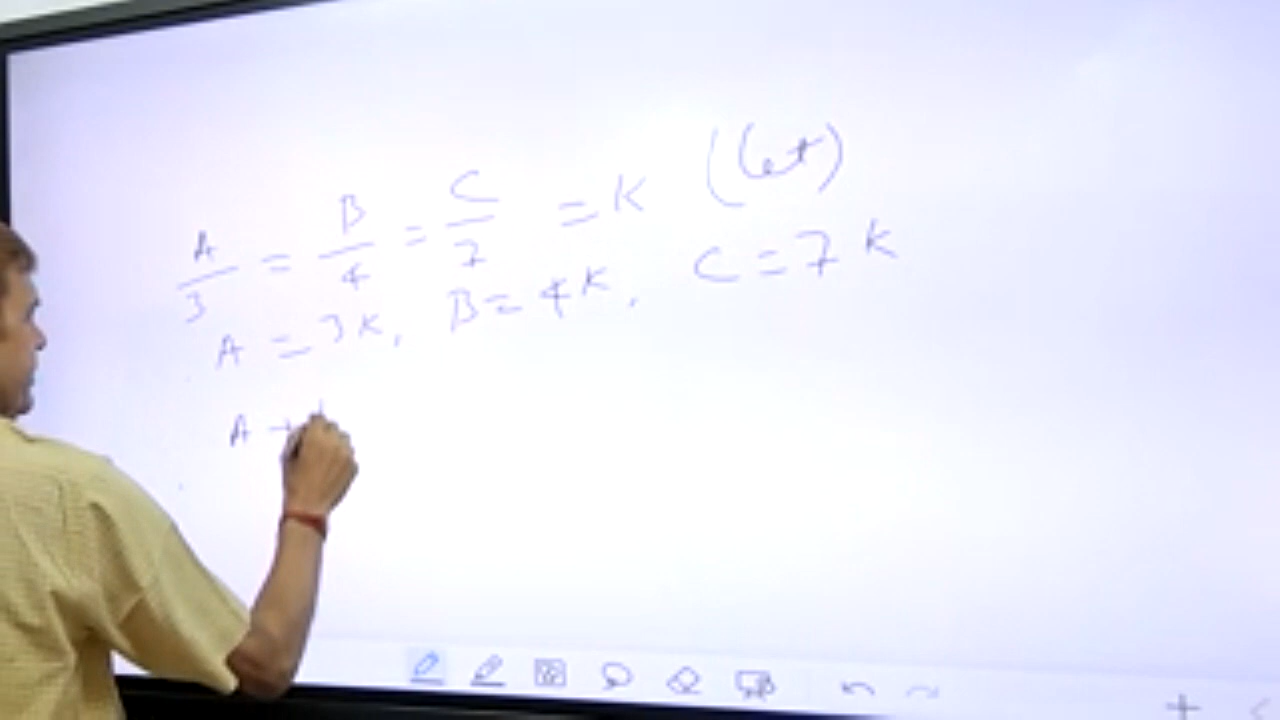 A/3 = B/4 = C/7 = K (let)
A = 3K, B = 4K, C = 7K
A +